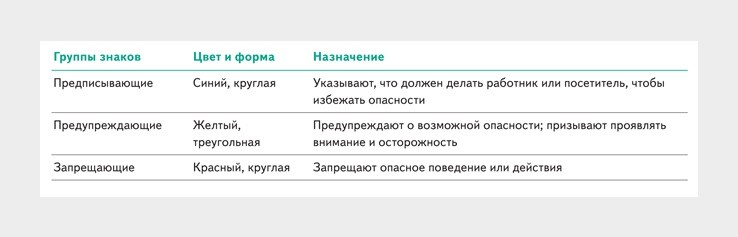 Группы знаков Цвет и форма Назначение
Предписывающие Синий, круглая Указывают, что должен делать работник или посетитель, чтобы
избежать опасности
Предупреждающие Желтый, Предупреждают о возможной опасности; призывают проявлять
треугольная внимание и осторожность
Запрещающие Красный, круглая Запрещают опасное поведение или действия